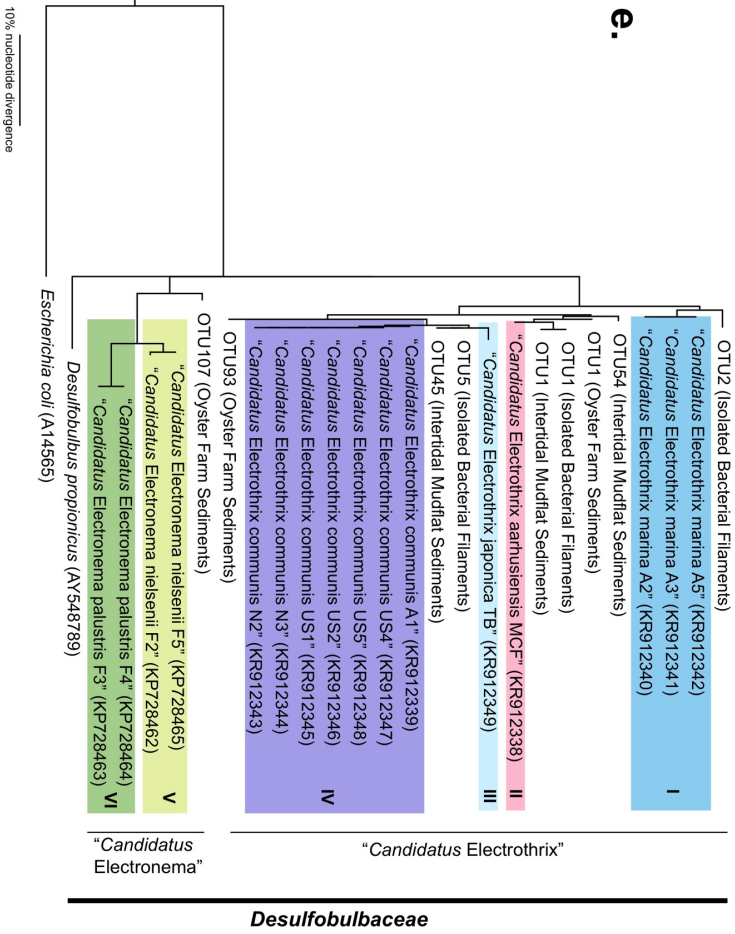 e.
OTU2 (Isolated Bacterial Filaments)
“Candidatus Electrothrix marina A5” (KR912342)
“Candidatus Electrothrix marina A3” (KR912341)
“Candidatus Electrothrix marina A2” (KR912340)
I
OTU54 (Intertidal Mudflat Sediments)
OTU1 (Oyster Farm Sediments)
OTU1 (Isolated Bacterial Filaments)
OTU1 (Intertidal Mudflat Sediments)
“Candidatus Electrothrix aarhusiensis MCF” (KR912338)
II
“Candidatus Electrothrix japonica TB” (KR912349)
III
OTU5 (Isolated Bacterial Filaments)
OTU45 (Intertidal Mudflat Sediments)
“Candidatus Electrothrix communis A1” (KR912339)
“Candidatus Electrothrix communis US4” (KR912347)
“Candidatus Electrothrix communis US5” (KR912348)
“Candidatus Electrothrix communis US2” (KR912346)
“Candidatus Electrothrix communis US1” (KR912345)
“Candidatus Electrothrix communis N3” (KR912344)
“Candidatus Electrothrix communis N2” (KR912343)
IV
OTU93 (Oyster Farm Sediments)
OTU107 (Oyster Farm Sediments)
“Candidatus Electronema nielsenii F5” (KP728465)
“Candidatus Electronema nielsenii F2” (KP728462)
V
“Candidatus Electronema palustris F4” (KP728464)
“Candidatus Electronema palustris F3” (KP728463)
VI
Desulfobulbus propionicus (AY548789)
Escherichia coli (A14565)
10% nucleotide divergence
“Candidatus Electrothrix”
“Candidatus
Electronema”
Desulfobulbaceae